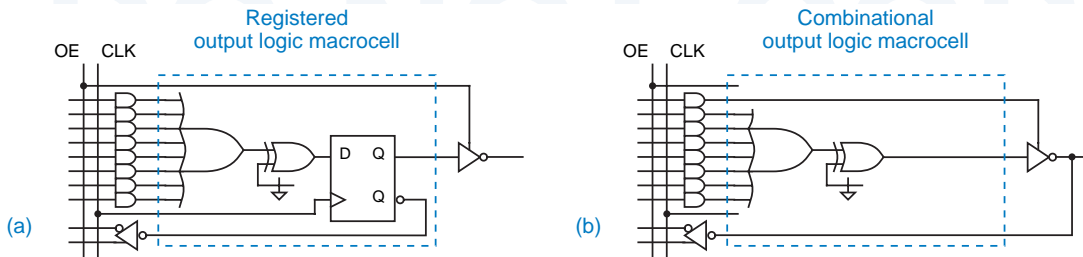 Registered
output logic macrocell
OE CLK
D Q
Q
(a)
Combinational
output logic macrocell
OE CLK
(b)